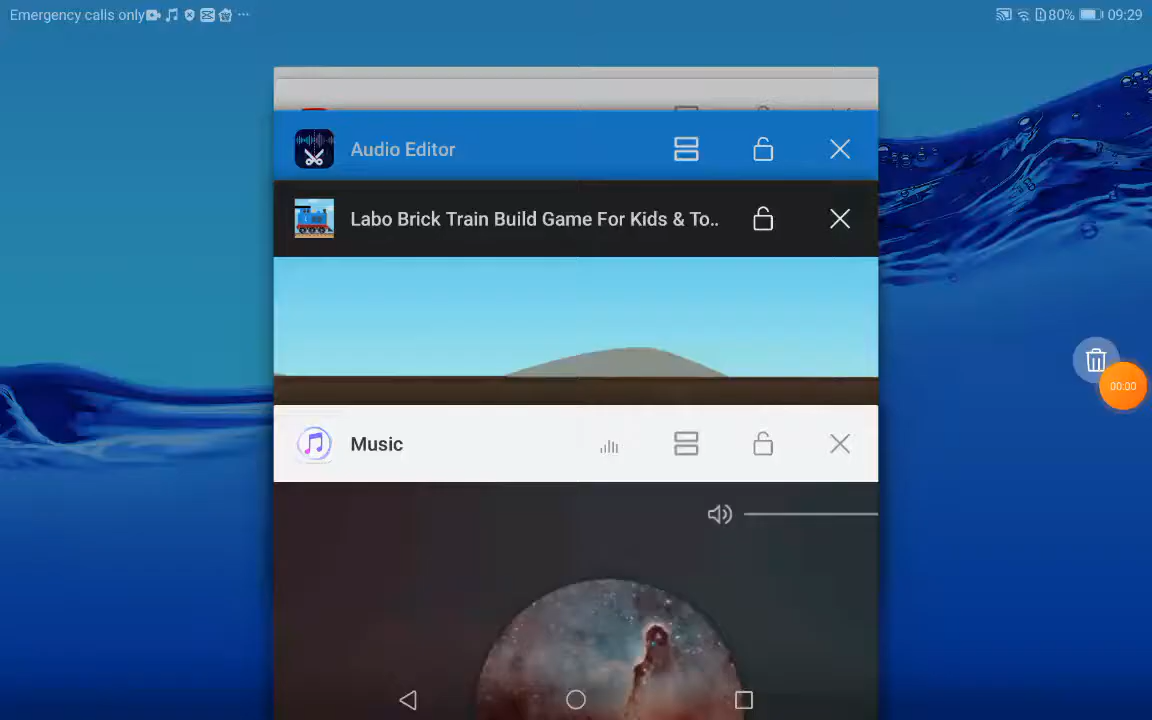 Emergency calls only
80% 09:29
Audio Editor
Labo Brick Train Build Game For Kids & To..
00:00
Music